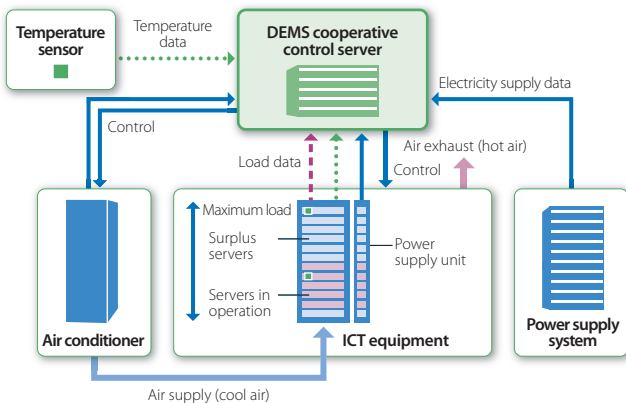 Temperature
sensor
Temperature
data
DEMS cooperative
control server
Electricity supply data
Control
Load data
Air exhaust (hot air)
Control
Maximum load
Surplus
servers
Servers in
operation
Power
supply unit
Air conditioner
ICT equipment
Power supply
system
Air supply (cool air)